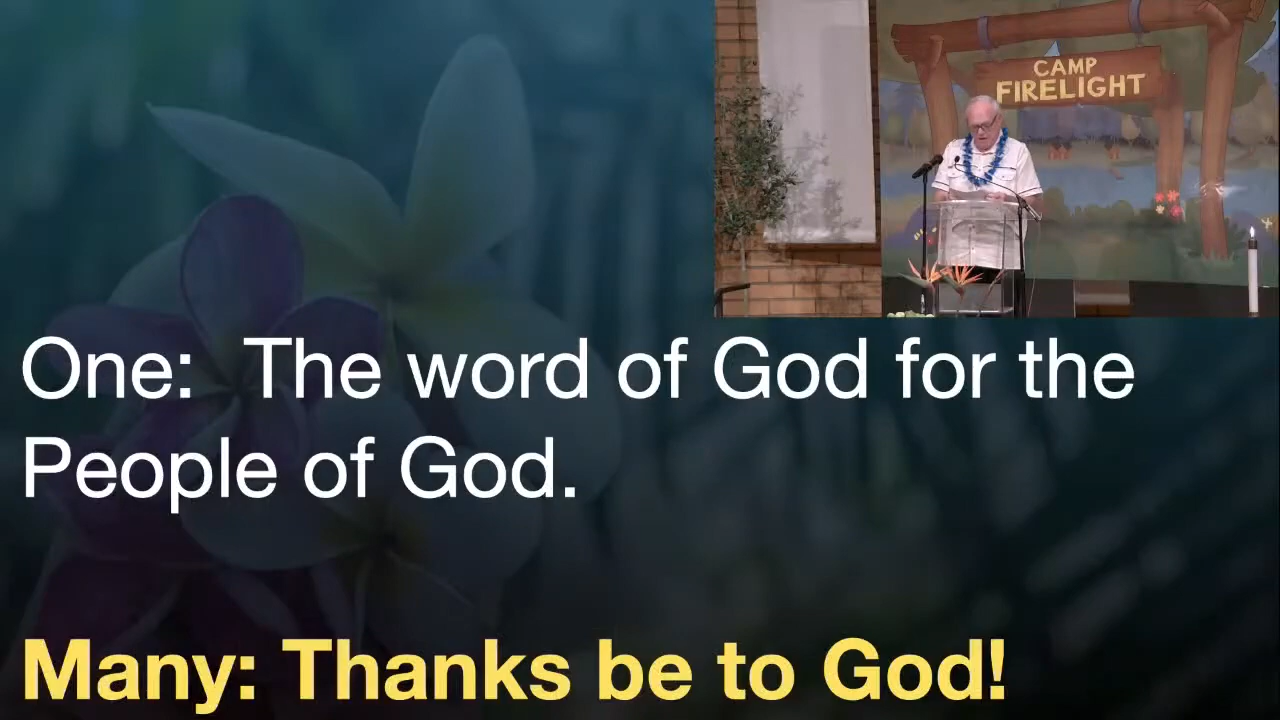 CAMP
FIRELIGHT
One:  The word of God for the
People of God.
Many: Thanks be to God!